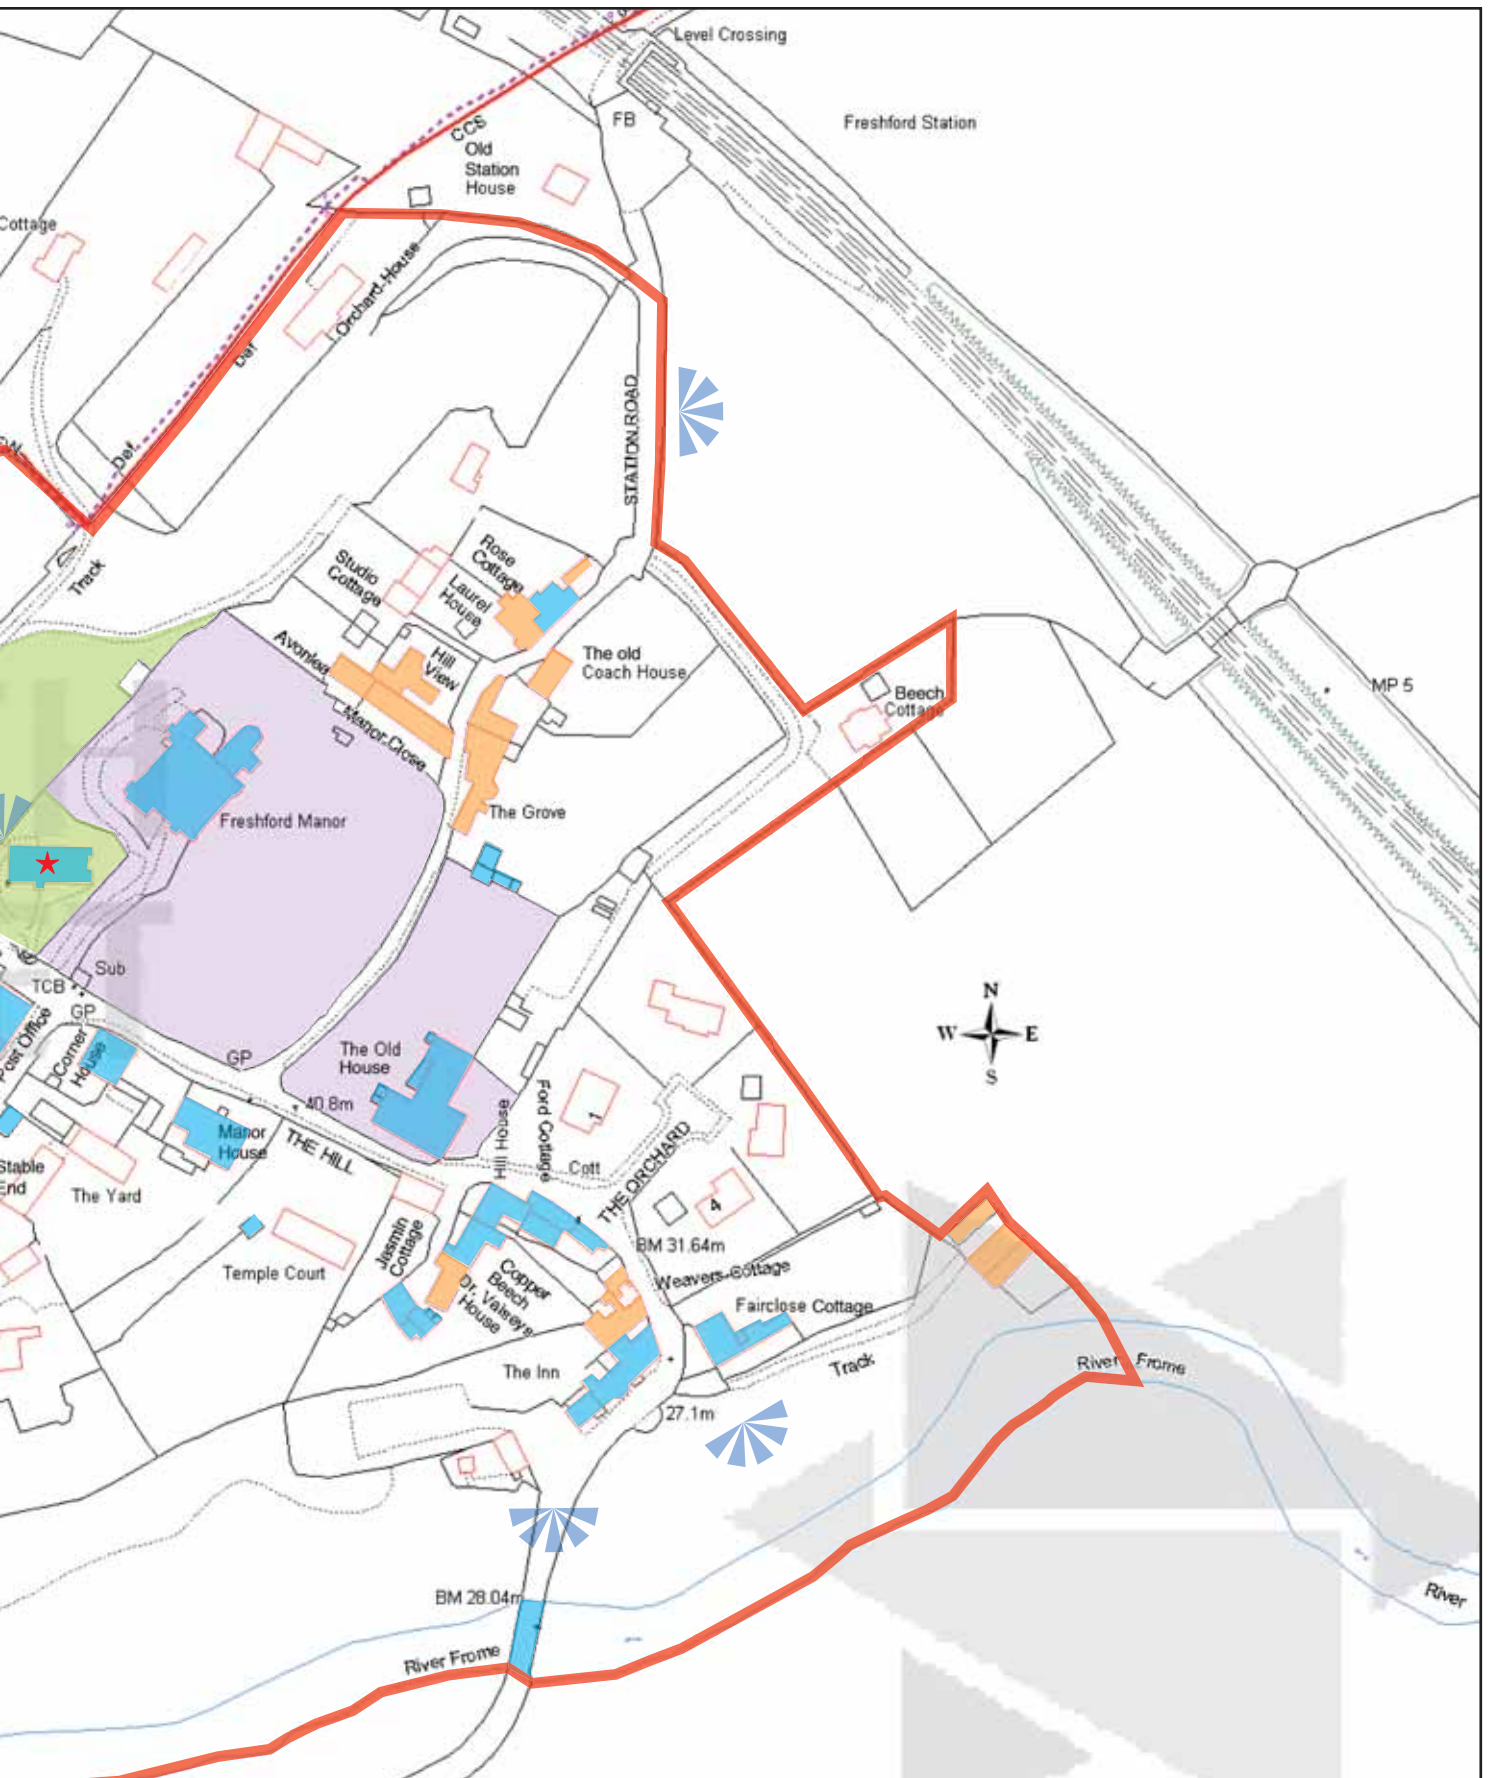 Level Crossing
Freshford Station
FB
CCS
Old
Station
House
Cottage
Orchard House
Def
Def
STATION ROAD
Track
Studio
Cottage
Rose
Cottage
Laurel
House
Avonlea
Hill
View
The old
Coach House
Manor Close
Beech
Cottage
MP 5
Freshford Manor
The Grove
Sub
TCB
GP
Post Office
Corner
House
GP
The Old
House
40.8m
N
W
E
S
Manor
House
THE HILL
Hill House
Ford Cottage
1
Cott
THE ORCHARD
4
Stable
End
The Yard
Jasmin
Cottage
Temple Court
BM 31.64m
Weavers Cottage
Copper
Beech
House
Dr. Valseys
Fairclose Cottage
The Inn
Track
River Frome
27.1m
BM 28.04m
River
River Frome